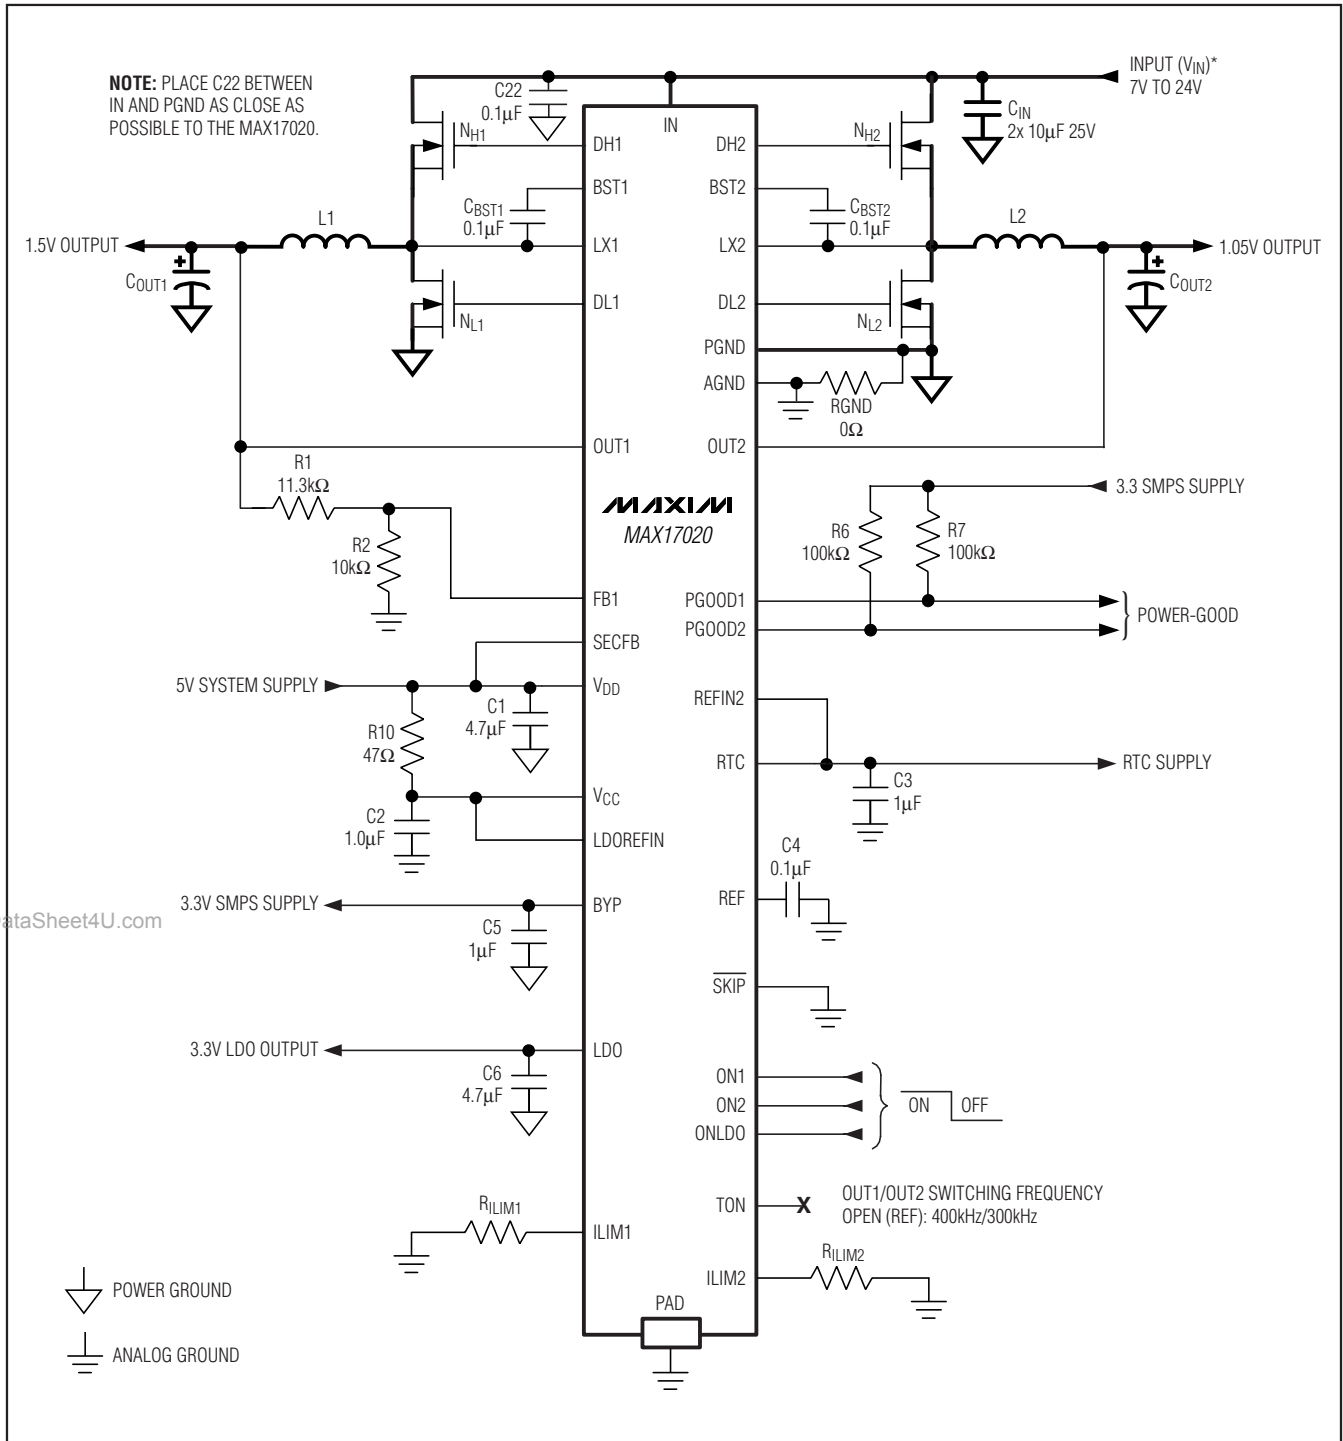 NOTE: PLACE C22 BETWEEN
IN AND PGND AS CLOSE AS
POSSIBLE TO THE MAX17020.
INPUT (VIN)*
7V TO 24V
C22
0.1µF
IN
CIN
2x 10µF 25V
NH1
DH1
DH2
NH2
BST1
BST2
CBST1
0.1µF
CBST2
0.1µF
L1
L2
1.5V OUTPUT
LX1
LX2
1.05V OUTPUT
+
COUT1
+
COUT2
NL1
DL1
DL2
NL2
PGND
AGND
RGND
0Ω
OUT1
OUT2
R1
11.3kΩ
3.3 SMPS SUPPLY
MAXIM
MAX17020
R2
10kΩ
R6
100kΩ
R7
100kΩ
FB1
PGOOD1
PGOOD2
POWER-GOOD
SECFB
5V SYSTEM SUPPLY
VDD
REFIN2
C1
4.7µF
R10
47Ω
RTC
RTC SUPPLY
C3
1µF
VCC
C2
1.0µF
LDOREFIN
C4
0.1µF
REF
3.3V SMPS SUPPLY
BYP
DataSheet4U.com
C5
1µF
SKIP
3.3V LDO OUTPUT
LDO
C6
4.7µF
ON1
ON2
ONLDO
ON
OFF
TON
X
OUT1/OUT2 SWITCHING FREQUENCY
OPEN (REF): 400kHz/300kHz
RILIM1
ILIM1
RILIM2
ILIM2
PAD
POWER GROUND
ANALOG GROUND